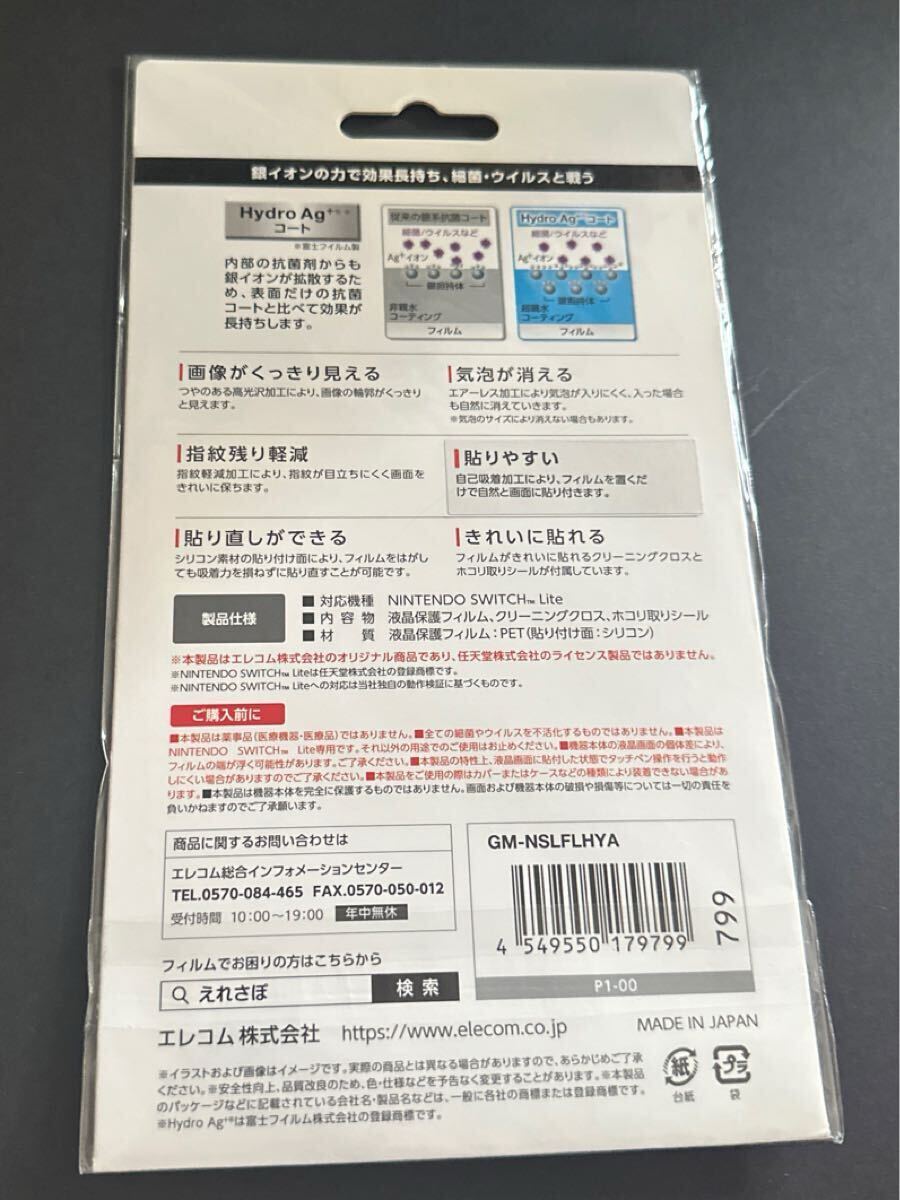 銀イオンの力で効果長持ち、細菌・ウイルスと戦う
Hydro Ag⁺
コート
※富士フイルム製
内部の抗菌剤からも
銀イオンが拡散するた
め、表面だけの抗菌
コートと比べて効果が
長持ちします。
従来の銀系抗菌コート
細菌/ウイルスなど
Ag⁺イオン
銀担持体
非親水
コーティング
フィルム
Hydro Ag⁺コート
細菌/ウイルスなど
Ag⁺イオン
銀担持体
超親水
コーティング
フィルム
画像がくっきり見える
つやのある高光沢加工により、画像の輪郭がくっきり
と見えます。
気泡が消える
エアーレス加工により気泡が入りにくく、入った場合
も自然に消えていきます。
※気泡のサイズにより消えない場合もあります。
指紋残り軽減
指紋軽減加工により、指紋が目立ちにくく画面を
きれいに保ちます。
貼りやすい
自己吸着加工により、フィルムを置くだ
けで自然と画面に貼り付きます。
貼り直しができる
シリコン素材の貼り付け面により、フィルムをはがし
ても吸着力を損ねずに貼り直すことが可能です。
きれいに貼れる
フィルムがきれいに貼れるクリーニングクロスと
ホコリ取りシールが付属しています。
製品仕様
■対応機種 NINTENDO SWITCH™ Lite
■内容物 液晶保護フィルム、クリーニングクロス、ホコリ取りシール
■材質 液晶保護フィルム:PET(貼り付け面:シリコン)
※本製品はエレコム株式会社のオリジナル商品であり、任天堂株式会社のライセンス製品ではありません。
※NINTENDO SWITCH™ Liteは任天堂株式会社の登録商標です。
※NINTENDO SWITCH™ Liteへの対応は当社独自の動作検証に基づくものです。
ご購入前に
■本製品は薬事品(医療機器・医療品)ではありません。■全ての細菌やウイルスを不活化するものではありません。■本製品は
NINTENDO SWITCH™ Lite専用です。それ以外の用途でのご使用はお止めください。■機器本体の液晶画面の個体差により、
フィルムの端が浮く可能性があります。ご了承ください。■本製品の特性上、液晶画面に貼付した状態でタッチペン操作を行うと動作
しにくい場合がありますのでご了承ください。■本製品をご使用の際はカバーまたはケースなどの種類により装着できない場合があ
ります。■本製品は機器本体を完全に保護するものではありません。画面および機器本体の破損や損傷等については一切の責任を
負いかねますのでご了承願います。
商品に関するお問い合わせは
エレコム総合インフォメーションセンター
TEL.0570-084-465 FAX.0570-050-012
受付時間 10:00〜19:00 年中無休
GM-NSLFLHYA
4 549550 179799
799
P1-00
フィルムでお困りの方はこちらから
えれさぽ 検索
エレコム株式会社 https://www.elecom.co.jp
MADE IN JAPAN
※イラストおよび画像はイメージです。実際の商品とは異なる場合がありますので、あらかじめご了承
ください。※安全性向上、品質改良のため、色・仕様などを予告なく変更することがあります。※本製品
のパッケージなどに記載されている会社名・製品名などは、一般に各社の商標または登録商標です。
※Hydro Ag⁺®は富士フイルム株式会社の登録商標です。
紙
台紙
プラ
袋